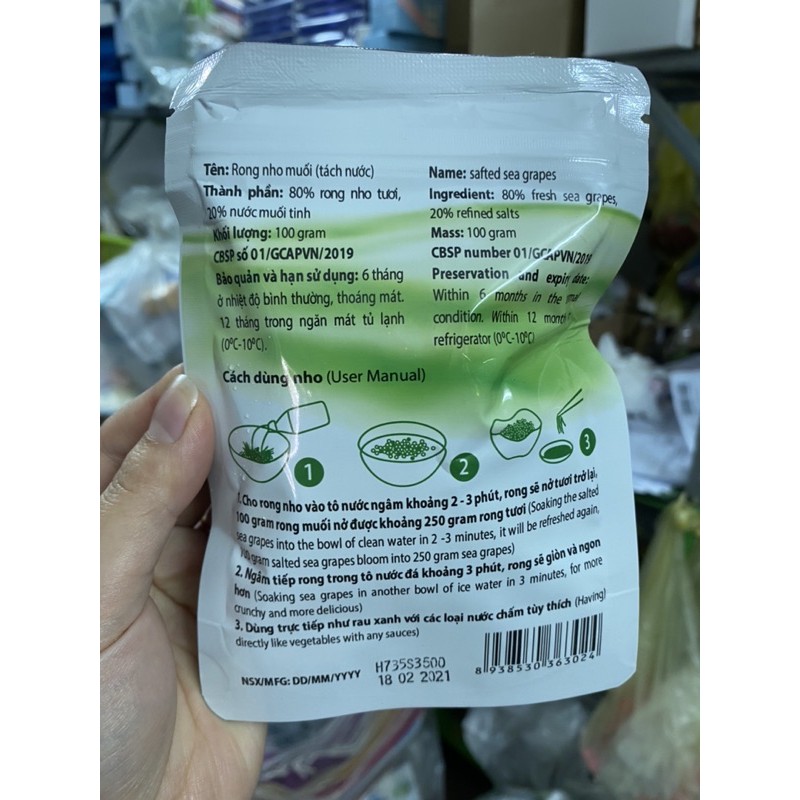 Tên: Rong nho muối (tách nước)
Thành phần: 80% rong nho tươi,
20% nước muối tinh
Khối lượng: 100 gram
CBSP số 01/GCAPVN/2019
Bảo quản và hạn sử dụng: 6 tháng
ở nhiệt độ bình thường, thoáng mát.
12 tháng trong ngăn mát tủ lạnh
(0ºC-10ºC).
Name: safted sea grapes
Ingredient: 80% fresh sea grapes,
20% refined salts
Mass: 100 gram
CBSP number 01/GCAPVN/2019
Preservation and expiry date:
Within 6 months in the
condition. Within 12 month
refrigerator (0ºC-10ºC)
Cách dùng nho (User Manual)
1
2
3
1. Cho rong nho vào tô nước ngâm khoảng 2 - 3 phút, rong sẽ nở tươi trở lại,
100 gram rong muối nở được khoảng 250 gram rong tươi (Soaking the salted
sea grapes into the bowl of clean water in 2 -3 minutes, it will be refreshed again,
gram salted sea grapes bloom into 250 gram sea grapes)
2. Ngâm tiếp rong trong tô nước đá khoảng 3 phút, rong sẽ giòn và ngon
hơn (Soaking sea grapes in another bowl of ice water in 3 minutes, for more
crunchy and more delicious)
3. Dùng trực tiếp như rau xanh với các loại nước chấm tùy thích (Having)
directly like vegetables with any sauces)
NSX/MFG: DD/MM/YYYY
H735S3500
18 02 2021
8 938530 363024